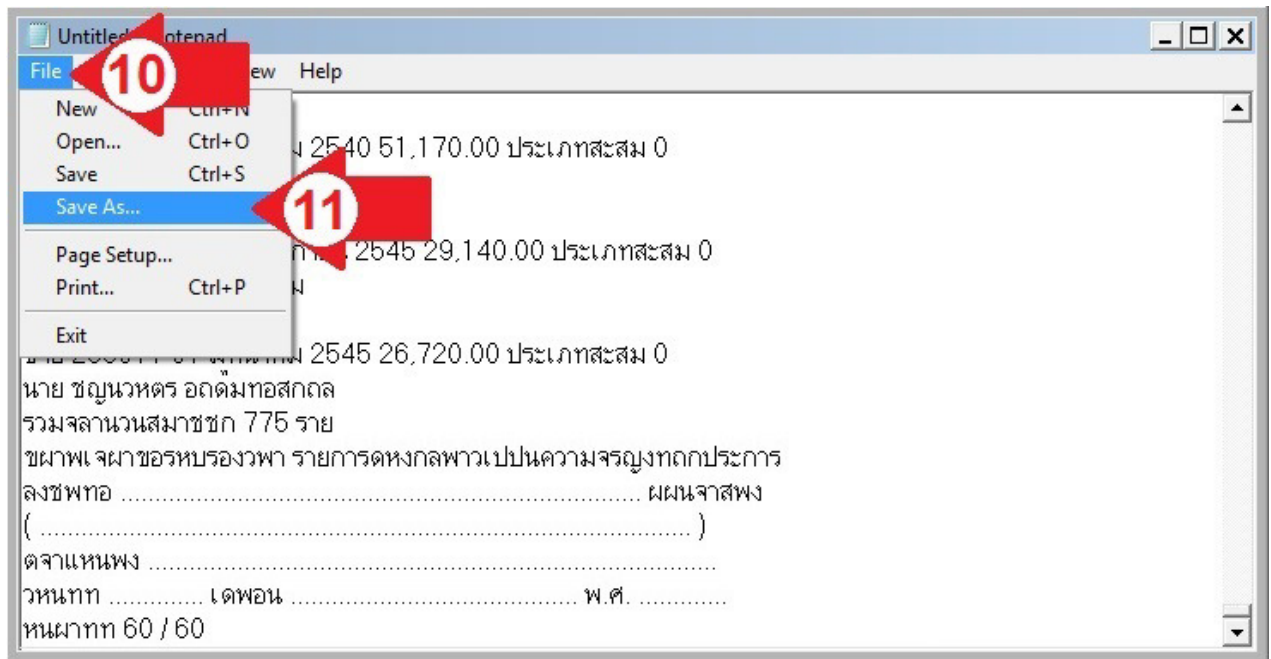 Untitled otepad
File ew Help
10
New Ctrl+N
Open... Ctrl+O
2540 51,170.00 ประเภทสะสม 0
Save Ctrl+S
Save As...
11
Page Setup...
2545 29,140.00 ประเภทสะสม 0
Print... Ctrl+P
Exit
2545 26,720.00 ประเภทสะสม 0
นาย ชญนวหตร อถดิ่มทอสกถล
รวมจลานวนสมาชชก 775 ราย
ขผาพเจผาขอรหบรองวพา รายการดหงกลพาวเปปนความจรญงทถกประการ
ลงชพทอ .............................................................................. ผผนจาสพง
( ................................................................................................. )
ตจาแหนพง .....................................................................................
วหนทท .............. เดพอน ........................................... พ.ศ. .............
หนผาทท 60 / 60